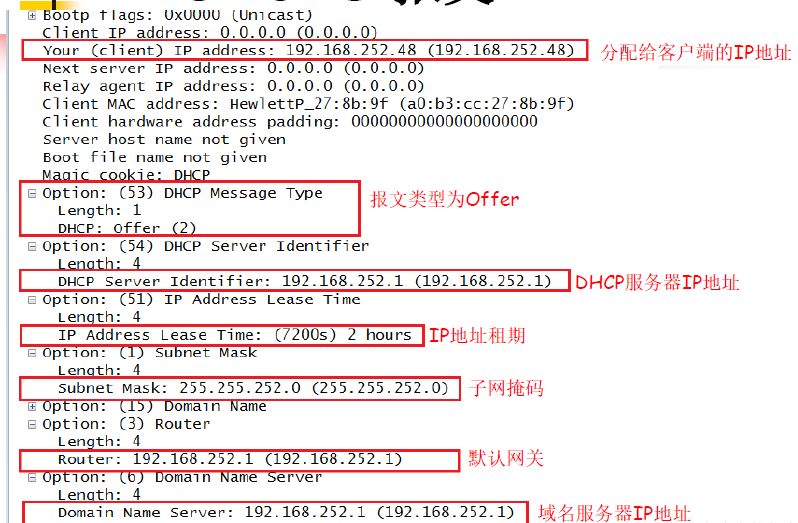 Bootp flags: 0x0000 (Unicast)
Client IP address: 0.0.0.0 (0.0.0.0)
Your (client) IP address: 192.168.252.48 (192.168.252.48) 分配给客户端的IP地址
Next server IP address: 0.0.0.0 (0.0.0.0)
Relay agent IP address: 0.0.0.0 (0.0.0.0)
Client MAC address: HewlettP_27:8b:9f (a0:b3:cc:27:8b:9f)
Client hardware address padding: 00000000000000000000
Server host name not given
Boot file name not given
Magic cookie: DHCP
Option: (53) DHCP Message Type
Length: 1
DHCP: Offer (2)
报文类型为Offer
Option: (54) DHCP Server Identifier
Length: 4
DHCP Server Identifier: 192.168.252.1 (192.168.252.1) DHCP服务器IP地址
Option: (51) IP Address Lease Time
Length: 4
IP Address Lease Time: (7200s) 2 hours IP地址租期
Option: (1) Subnet Mask
Length: 4
Subnet Mask: 255.255.252.0 (255.255.252.0) 子网掩码
Option: (15) Domain Name
Option: (3) Router
Length: 4
Router: 192.168.252.1 (192.168.252.1) 默认网关
Option: (6) Domain Name Server
Length: 4
Domain Name Server: 192.168.252.1 (192.168.252.1) 域名服务器IP地址